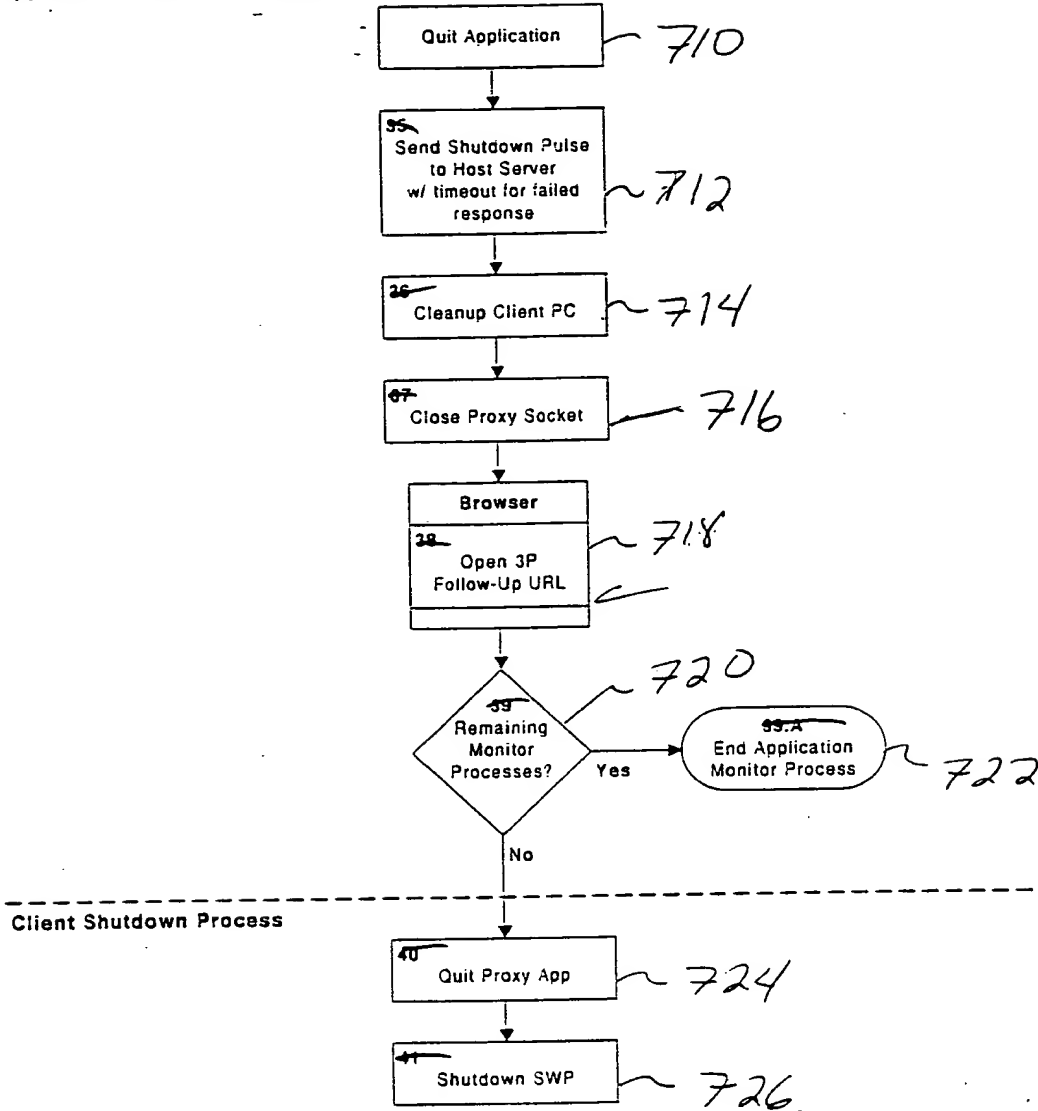 Quit Application
710
35
Send Shutdown Pulse
to Host Server
w/ timeout for failed
response
712
36
Cleanup Client PC
714
37
Close Proxy Socket
716
Browser
38
Open 3P
Follow-Up URL
718
720
39
Remaining
Monitor
Processes?
Yes
39.A
End Application
Monitor Process
722
No
Client Shutdown Process
40
Quit Proxy App
724
41
Shutdown SWP
726